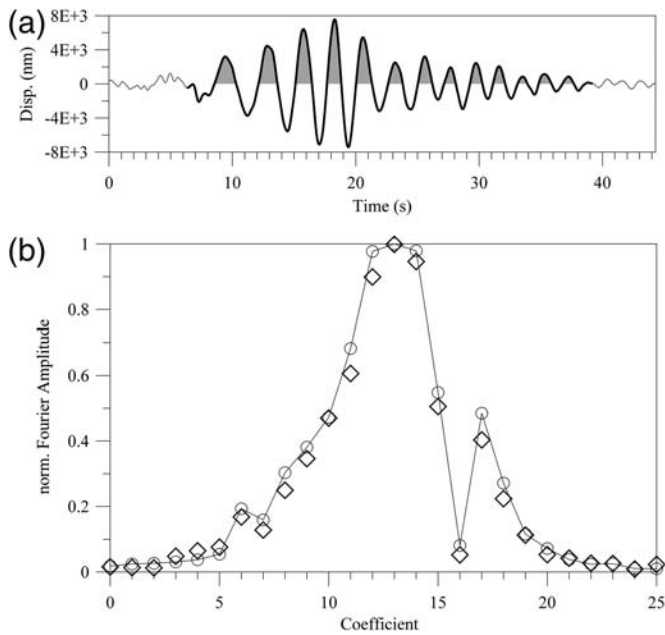 (a)
8E+3
4E+3
0
-4E+3
-8E+3
Disp. (nm)
0 10 20 30 40
Time (s)
(b)
1
0.8
0.6
0.4
0.2
0
norm. Fourier Amplitude
0 5 10 15 20 25
Coefficient